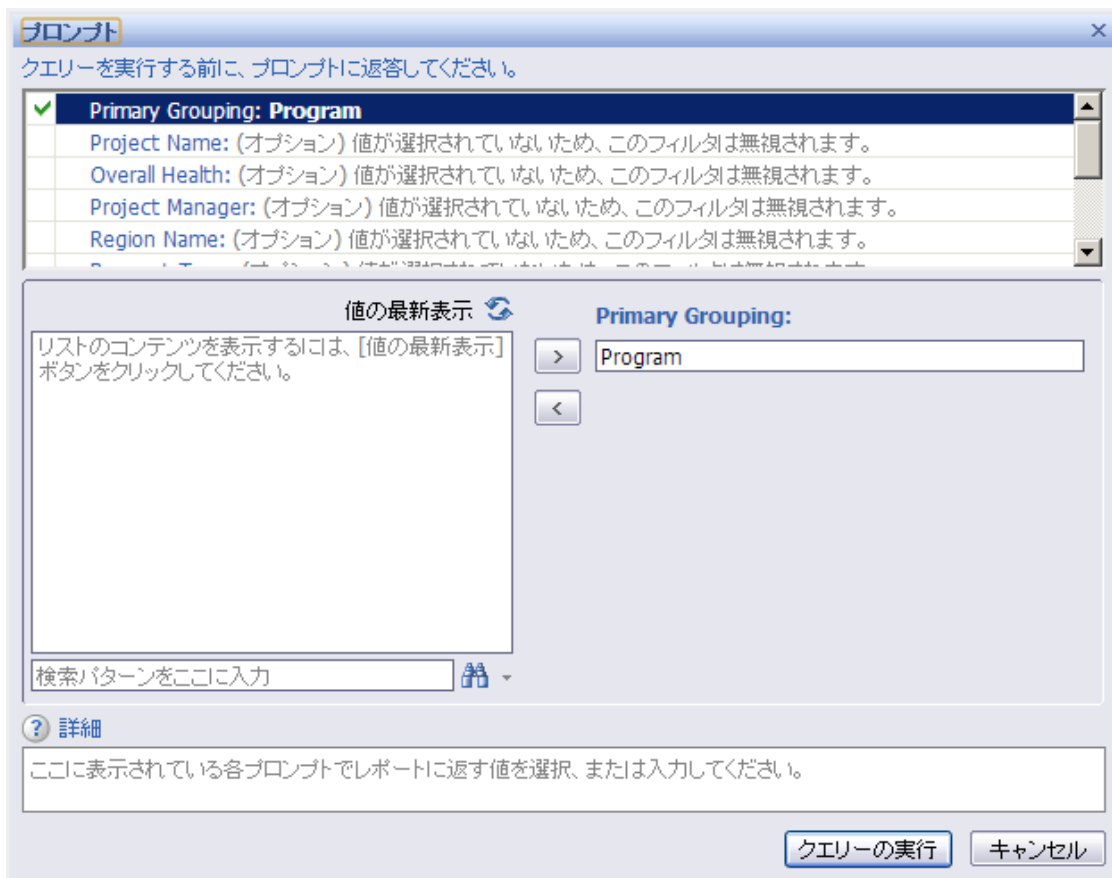 プロンプト
クエリーを実行する前に、プロンプトに返答してください。
Primary Grouping: Program
Project Name: (オプション) 値が選択されていないため、このフィルタは無視されます。
Overall Health: (オプション) 値が選択されていないため、このフィルタは無視されます。
Project Manager: (オプション) 値が選択されていないため、このフィルタは無視されます。
Region Name: (オプション) 値が選択されていないため、このフィルタは無視されます。
値の最新表示
Primary Grouping:
リストのコンテンツを表示するには、[値の最新表示]
ボタンをクリックしてください。
>
Program
<
検索パターンをここに入力
? 詳細
ここに表示されている各プロンプトでレポートに返す値を選択、または入力してください。
クエリーの実行
キャンセル